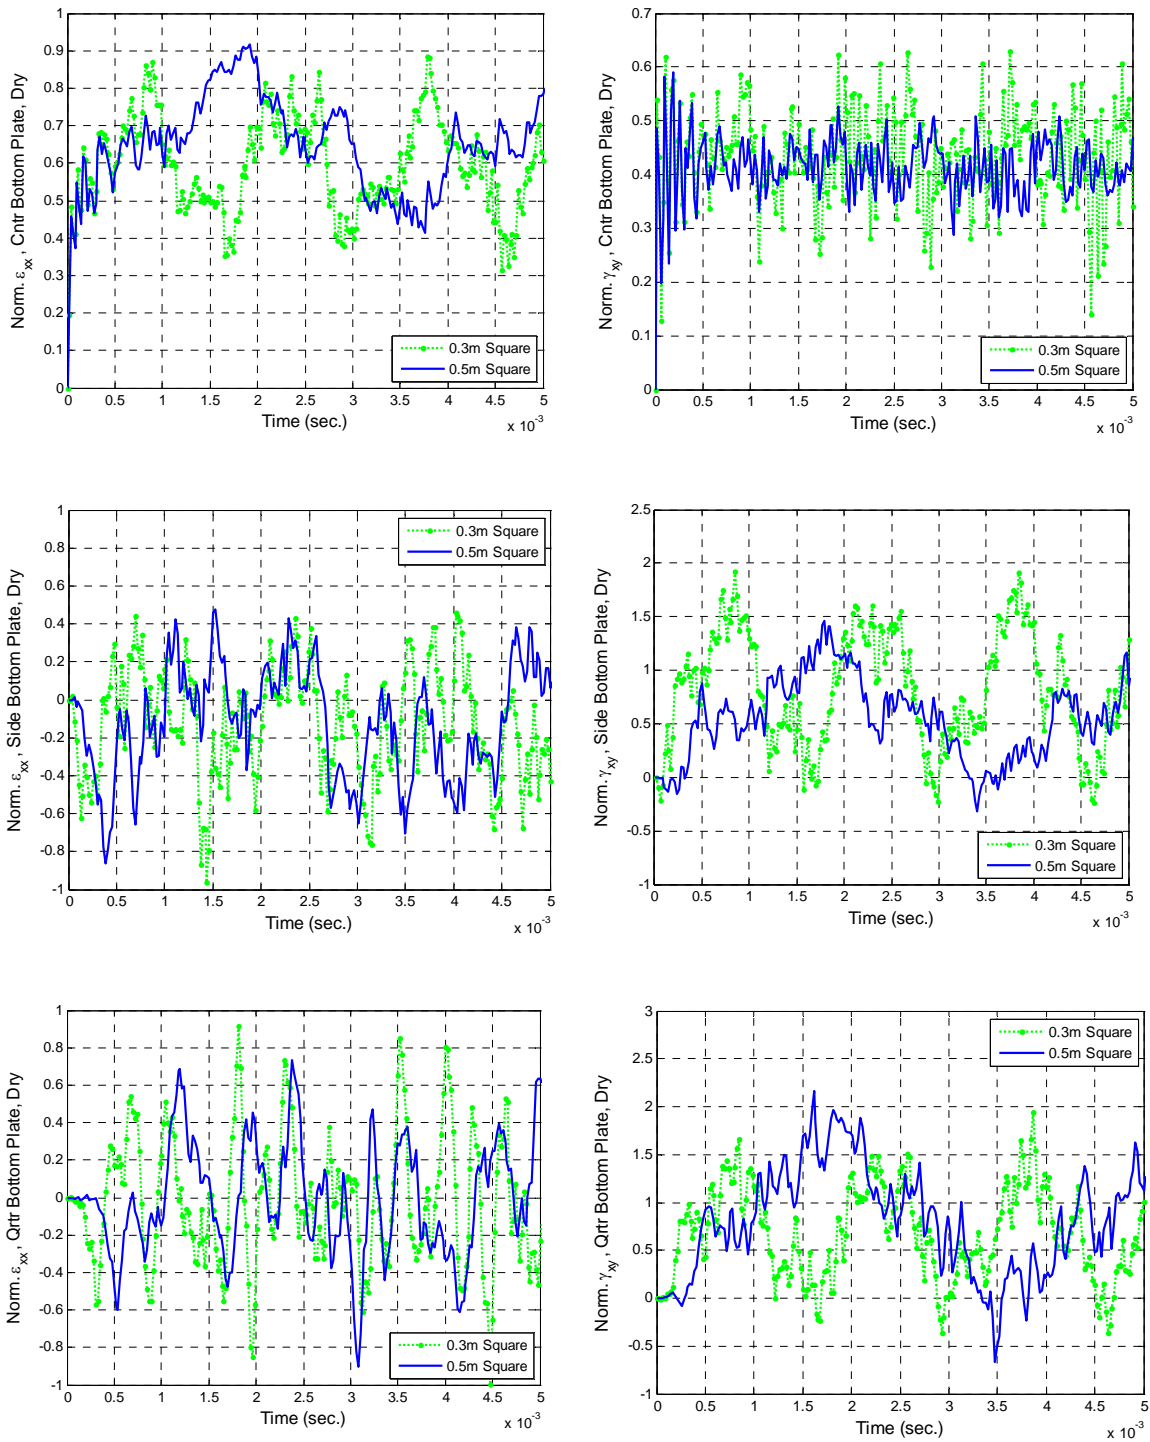 Norm. εxx , Cntr Bottom Plate, Dry
1
0.9
0.8
0.7
0.6
0.5
0.4
0.3
0.2
0.1
0
0 0.5 1 1.5 2 2.5 3 3.5 4 4.5 5
x 10-3
Time (sec.)
0.3m Square
0.5m Square
Norm. γxy , Cntr Bottom Plate, Dry
0.7
0.6
0.5
0.4
0.3
0.2
0.1
0
0 0.5 1 1.5 2 2.5 3 3.5 4 4.5 5
x 10-3
Time (sec.)
0.3m Square
0.5m Square
Norm. εxx , Side Bottom Plate, Dry
1
0.8
0.6
0.4
0.2
0
-0.2
-0.4
-0.6
-0.8
-1
0 0.5 1 1.5 2 2.5 3 3.5 4 4.5 5
x 10-3
Time (sec.)
0.3m Square
0.5m Square
Norm. γxy , Side Bottom Plate, Dry
2.5
2
1.5
1
0.5
0
-0.5
-1
0 0.5 1 1.5 2 2.5 3 3.5 4 4.5 5
x 10-3
Time (sec.)
0.3m Square
0.5m Square
Norm. εxx , Qrtr Bottom Plate, Dry
1
0.8
0.6
0.4
0.2
0
-0.2
-0.4
-0.6
-0.8
-1
0 0.5 1 1.5 2 2.5 3 3.5 4 4.5 5
x 10-3
Time (sec.)
0.3m Square
0.5m Square
Norm. γxy , Qrtr Bottom Plate, Dry
3
2.5
2
1.5
1
0.5
0
-0.5
-1
0 0.5 1 1.5 2 2.5 3 3.5 4 4.5 5
x 10-3
Time (sec.)
0.3m Square
0.5m Square